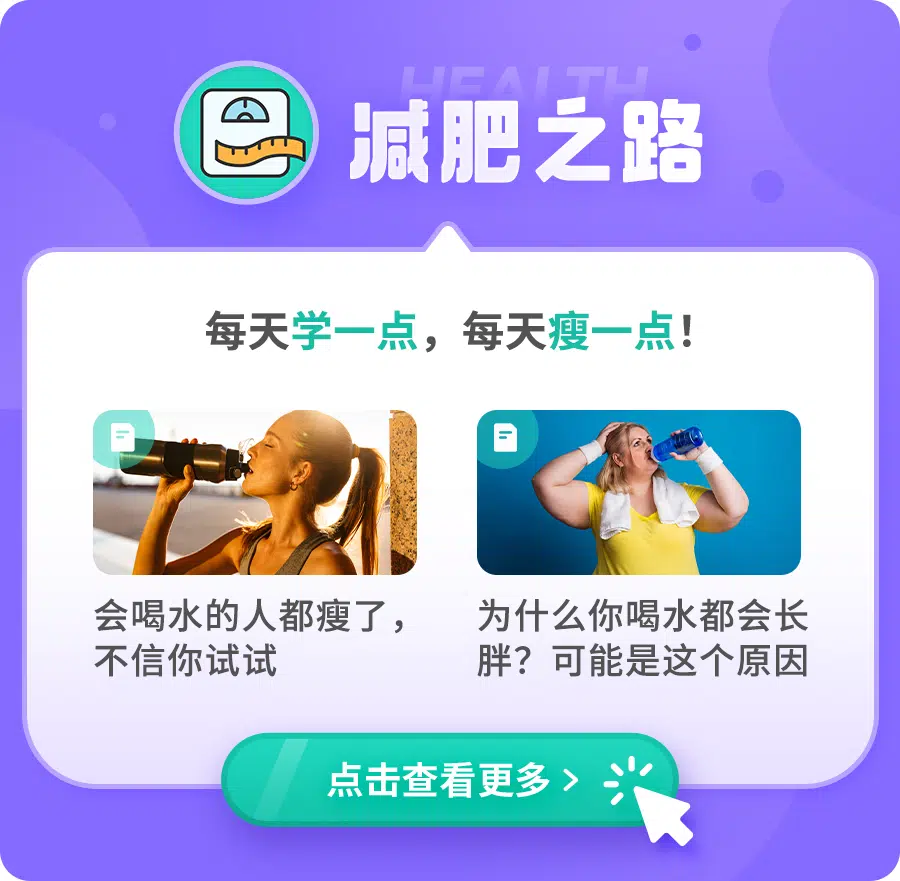 HEALTH
减肥之路
每天学一点，每天瘦一点！
会喝水的人都瘦了，
不信你试试
为什么你喝水都会长
胖？可能是这个原因
点击查看更多 >